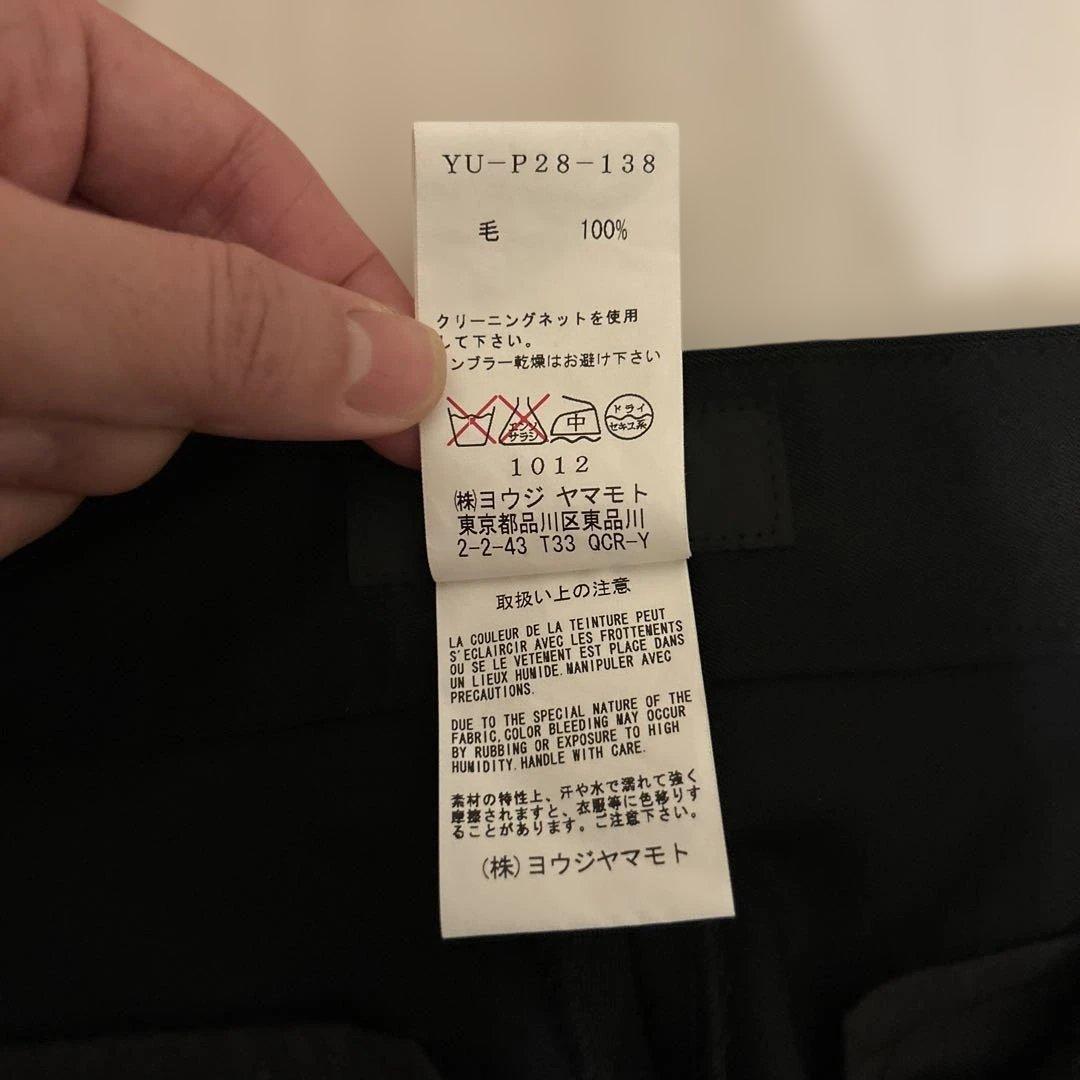 YU-P28-138
毛 100%
クリーニングネットを使用
して下さい。
ンブラー乾燥はお避け下さい
エンソ
サラシ
中
ドライ
セキユ系
1012
㈱ヨウジ ヤマモト
東京都品川区東品川
2-2-43 T33 QCR-Y
取扱い上の注意
LA COULEUR DE LA TEINTURE PEUT
S'ECLAIRCIR AVEC LES FROTTEMENTS
OU SE LE VETEMENT EST PLACE DANS
UN LIEUX HUMIDE.MANIPULER AVEC
PRECAUTIONS.
DUE TO THE SPECIAL NATURE OF THE
FABRIC,COLOR BLEEDING MAY OCCUR
BY RUBBING OR EXPOSURE TO HIGH
HUMIDITY.HANDLE WITH CARE.
素材の特性上、汗や水で濡れて強く
摩擦されますと、衣服等に色移りす
ることがあります。ご注意下さい。
(株)ヨウジヤマモト